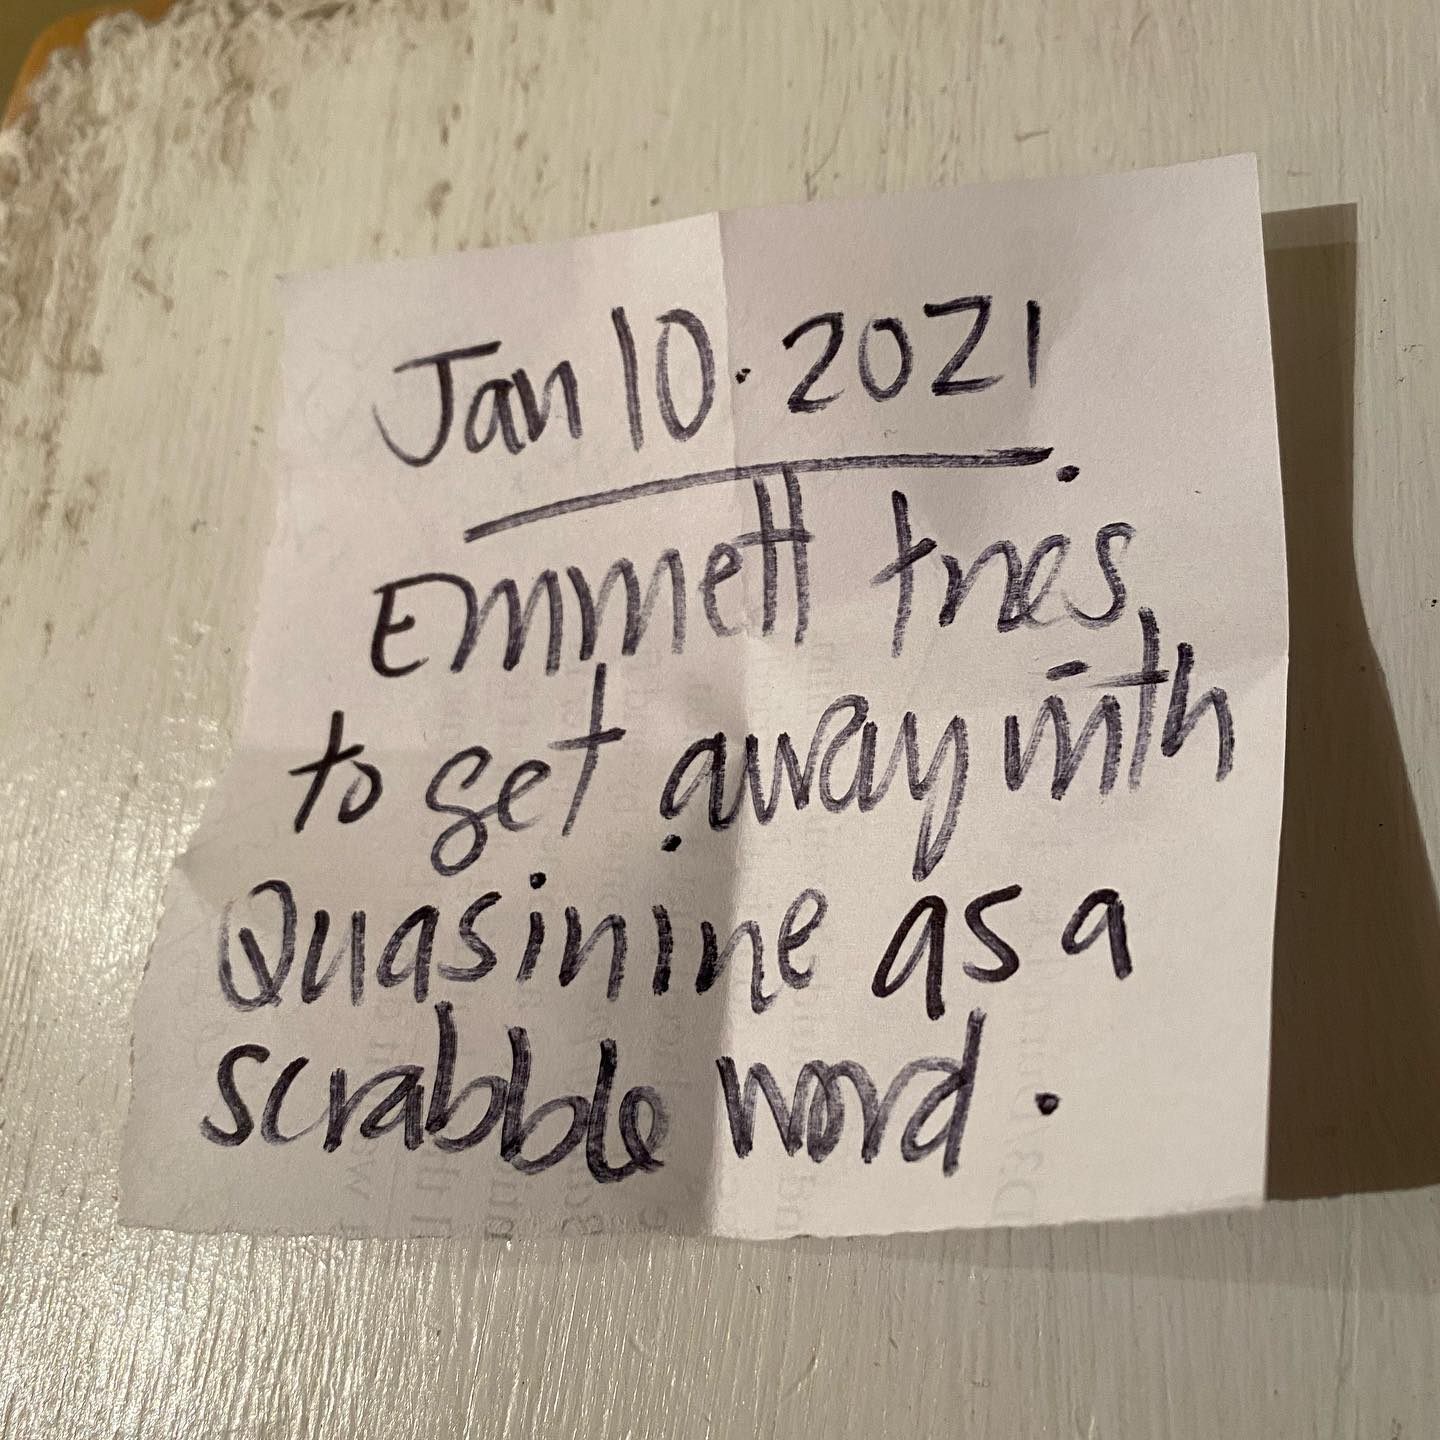 Jan 10. 2021
Emmett tries
to get away with
Quasinine as a
scrabble word.